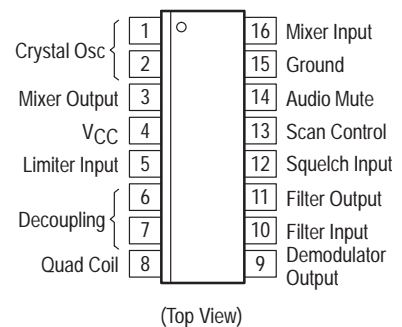 Crystal Osc
1
16 Mixer Input
2
15 Ground
Mixer Output 3
14 Audio Mute
VCC 4
13 Scan Control
Limiter Input 5
12 Squelch Input
Decoupling
6
11 Filter Output
7
10 Filter Input
Quad Coil 8
9 Demodulator
Output
(Top View)